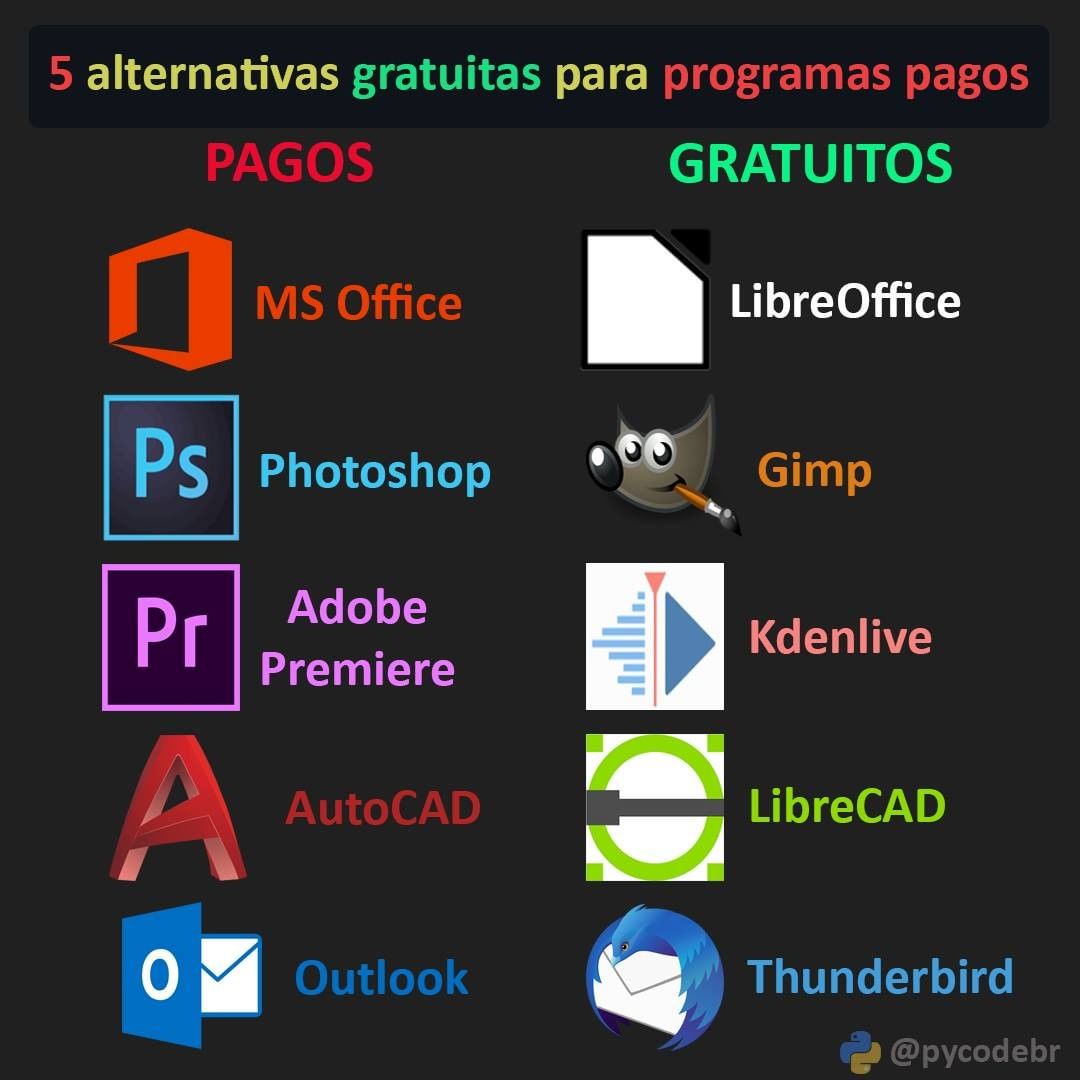 5 alternativas gratuitas para programas pagos
PAGOS
GRATUITOS
MS Office
LibreOffice
Ps
Photoshop
Gimp
Pr
Adobe
Premiere
Kdenlive
AutoCAD
LibreCAD
O
Outlook
Thunderbird
@pycodebr